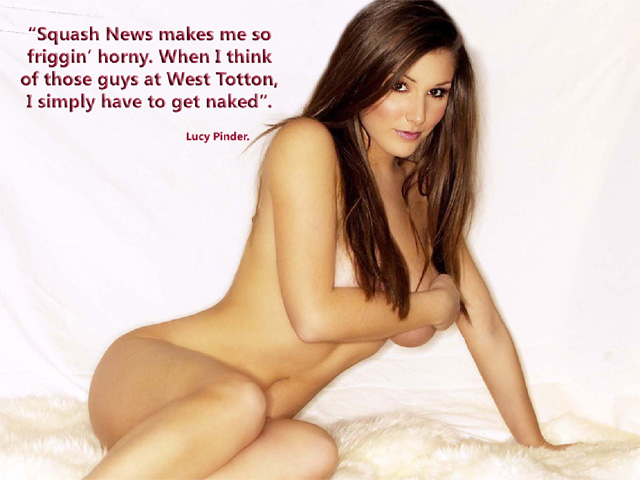 “Squash News makes me so
friggin’ horny. When I think
of those guys at West Totton,
I simply have to get naked”.
Lucy Pinder.